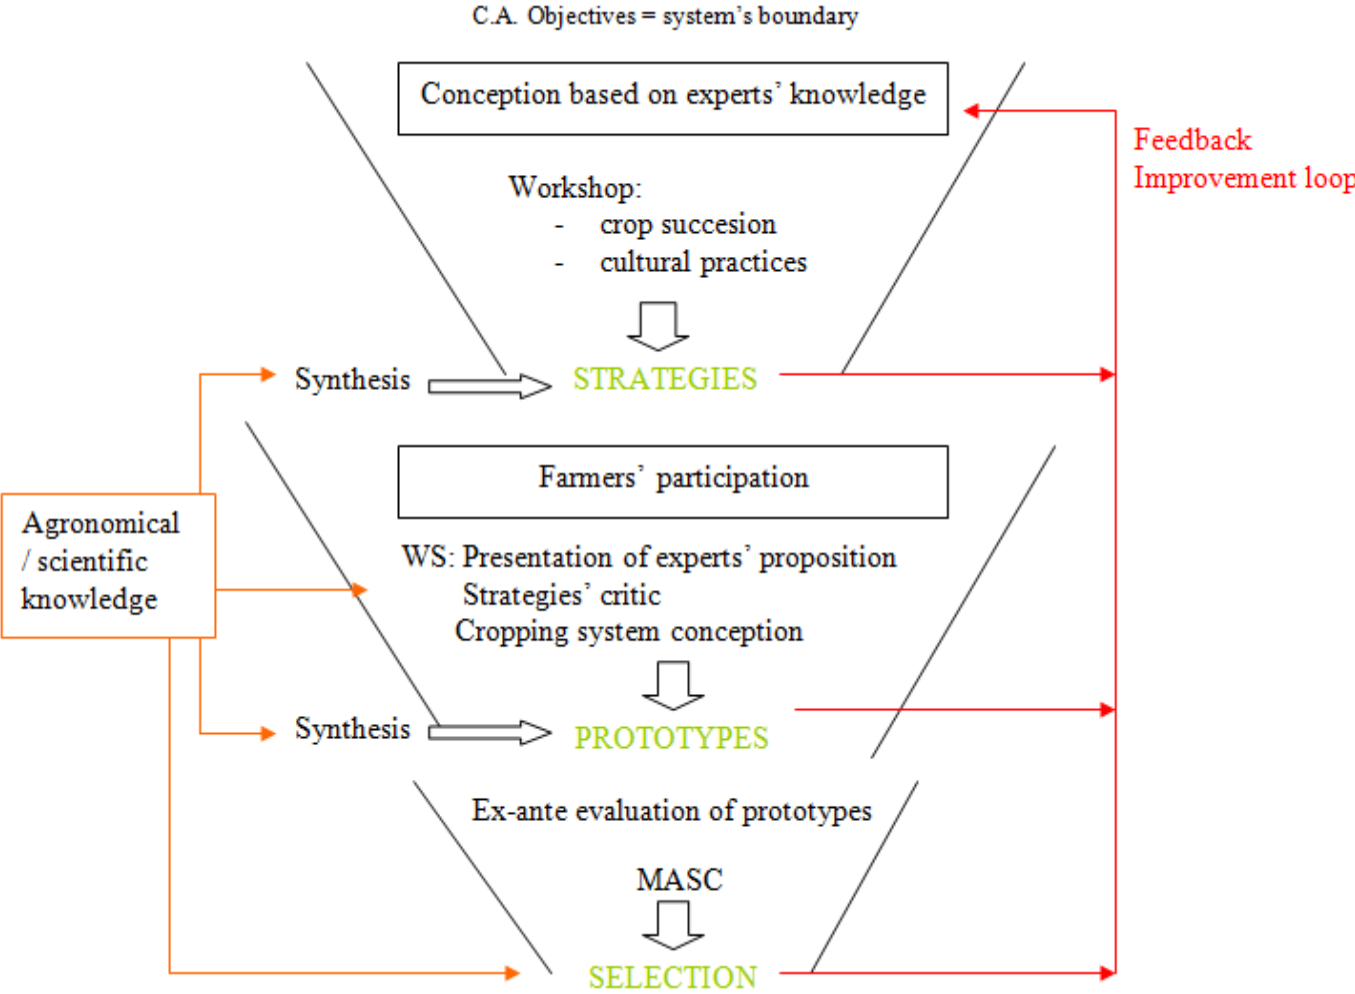 C.A. Objectives = system's boundary
Conception based on experts' knowledge
Feedback
Improvement loop
Workshop:
- crop succesion
- cultural practices
Synthesis
STRATEGIES
Farmers' participation
Agronomical
/ scientific
knowledge
WS: Presentation of experts' proposition
Strategies' critic
Cropping system conception
Synthesis
PROTOTYPES
Ex-ante evaluation of prototypes
MASC
SELECTION